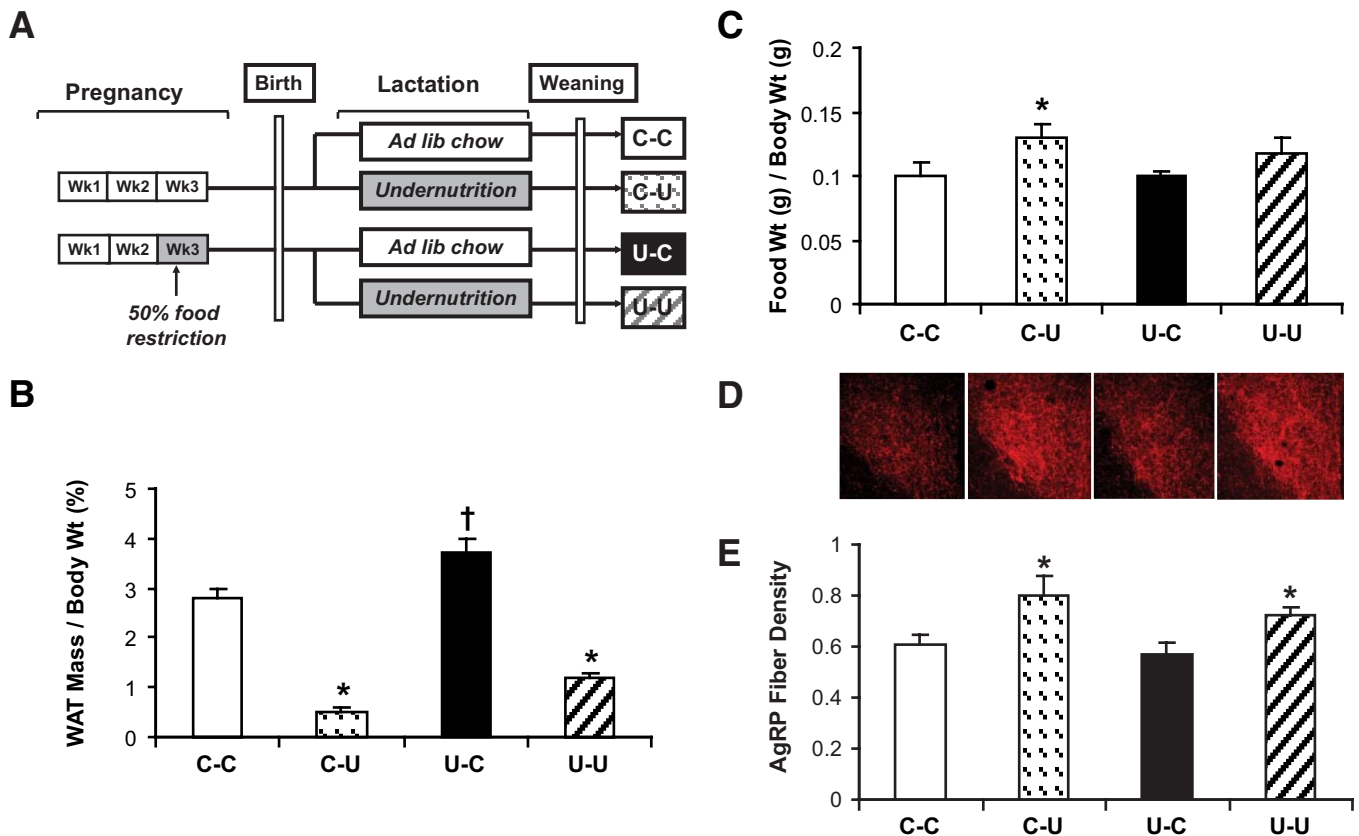 A
Pregnancy
Birth
Lactation
Weaning
Wk1 Wk2 Wk3
Ad lib chow
C-C
Undernutrition
C-U
Wk1 Wk2 Wk3
Ad lib chow
U-C
Undernutrition
U-U
50% food
restriction
B
WAT Mass / Body Wt (%)
5
4
3
2
1
0
†
*
*
C-C C-U U-C U-U
C
Food Wt (g) / Body Wt (g)
0.2
0.15
0.1
0.05
0
*
C-C C-U U-C U-U
D
E
AgRP Fiber Density
1
0.8
0.6
0.4
0.2
0
*
*
C-C C-U U-C U-U